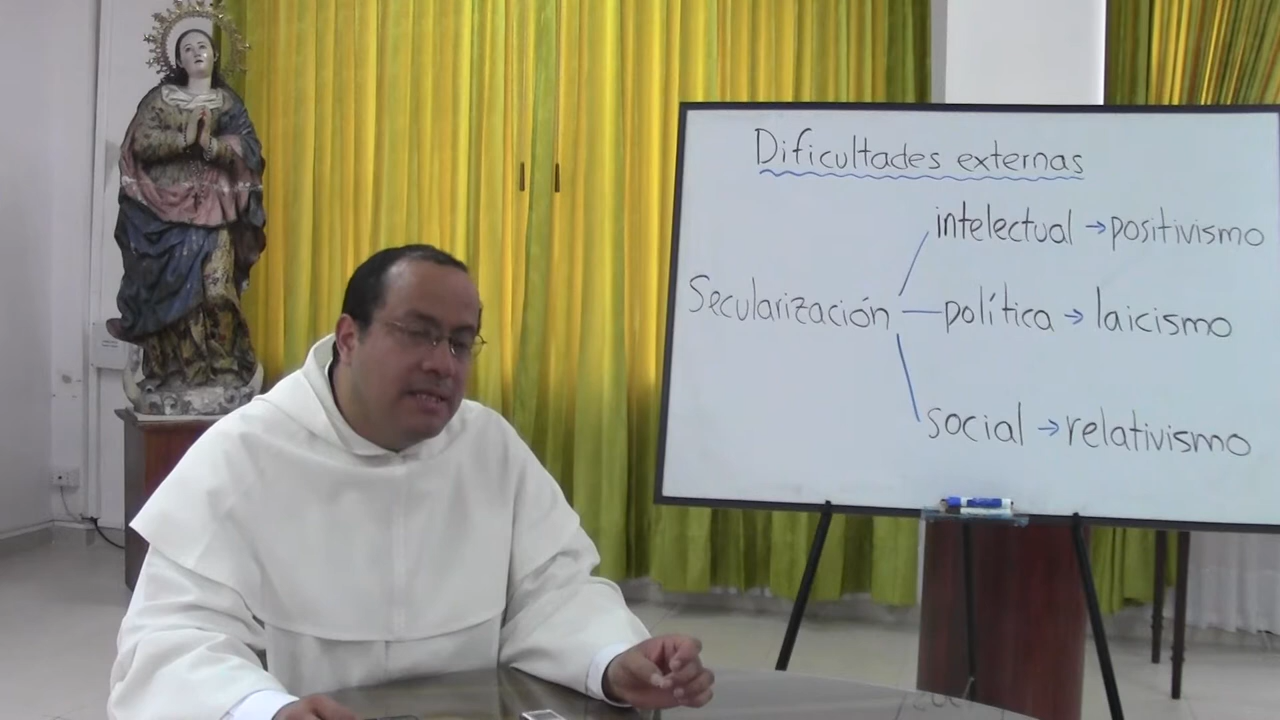 Dificultades externas
intelectual → positivismo
Secularización política → laicismo
social → relativismo